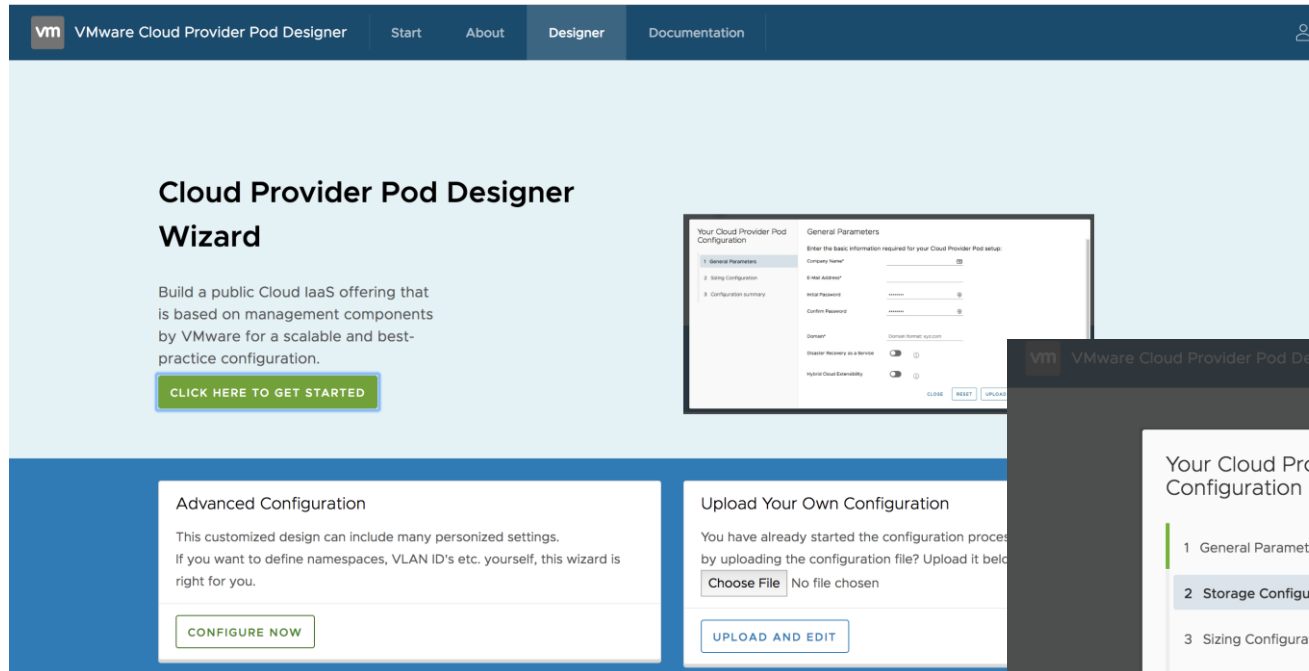 vm VMware Cloud Provider Pod Designer Start About Designer Documentation
Cloud Provider Pod Designer
Wizard
Build a public Cloud IaaS offering that
is based on management components
by VMware for a scalable and best-
practice configuration.
CLICK HERE TO GET STARTED
Your Cloud Provider Pod
Configuration
1 General Parameters
2 Sizing Configuration
3 Configuration summary
General Parameters
Enter the basic information required for your Cloud Provider Pod setup:
Company Name*
E-Mail Address*
Initial Password
Confirm Password
Domain* Domain format: xyz.com
Disaster Recovery as a Service
Hybrid Cloud Extensibility
CLOSE RESET UPLOAD
vm VMware Cloud Provider Pod De
Your Cloud Pro
Configuration
1 General Paramet
2 Storage Configu
3 Sizing Configura
Advanced Configuration
This customized design can include many personized settings.
If you want to define namespaces, VLAN ID's etc. yourself, this wizard is
right for you.
CONFIGURE NOW
Upload Your Own Configuration
You have already started the configuration proces
by uploading the configuration file? Upload it belo
Choose File No file chosen
UPLOAD AND EDIT